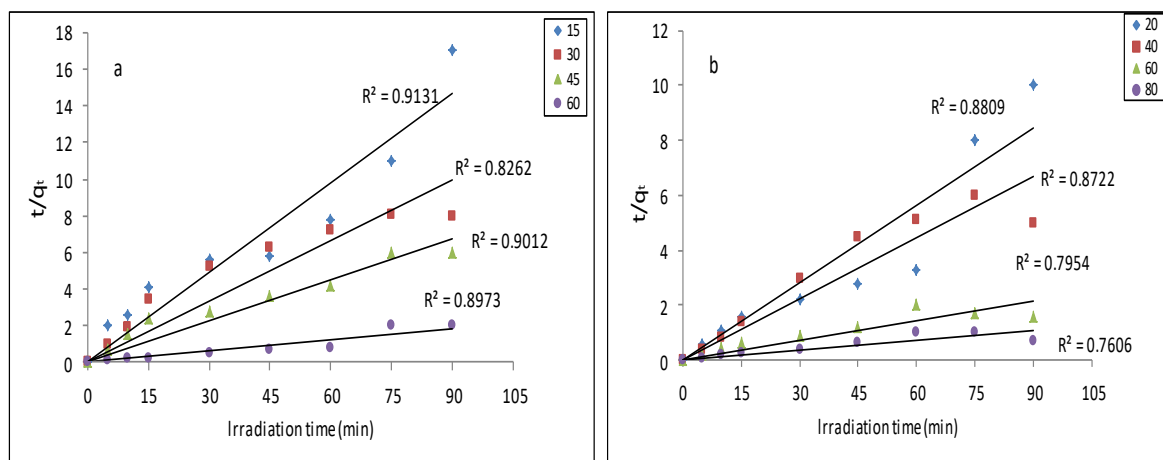 a
15
30
45
60
R² = 0.9131
R² = 0.8262
R² = 0.9012
R² = 0.8973
t/qt
18
16
14
12
10
8
6
4
2
0
0 15 30 45 60 75 90 105
Irradiation time (min)
b
20
40
60
80
R² = 0.8809
R² = 0.8722
R² = 0.7954
R² = 0.7606
t/qt
12
10
8
6
4
2
0
0 15 30 45 60 75 90 105
Irradiation time (min)